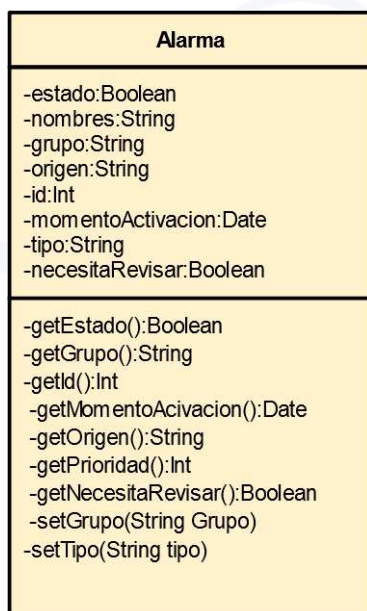 Alarma
-estado:Boolean
-nombres:String
-grupo:String
-origen:String
-id:Int
-momentoActivacion:Date
-tipo:String
-necesitaRevisar:Boolean
-getEstado():Boolean
-getGrupo():String
-getId():Int
-getMomentoAcivacion():Date
-getOrigen():String
-getPrioridad():Int
-getNecesitaRevisar():Boolean
-setGrupo(String Grupo)
-setTipo(String tipo)